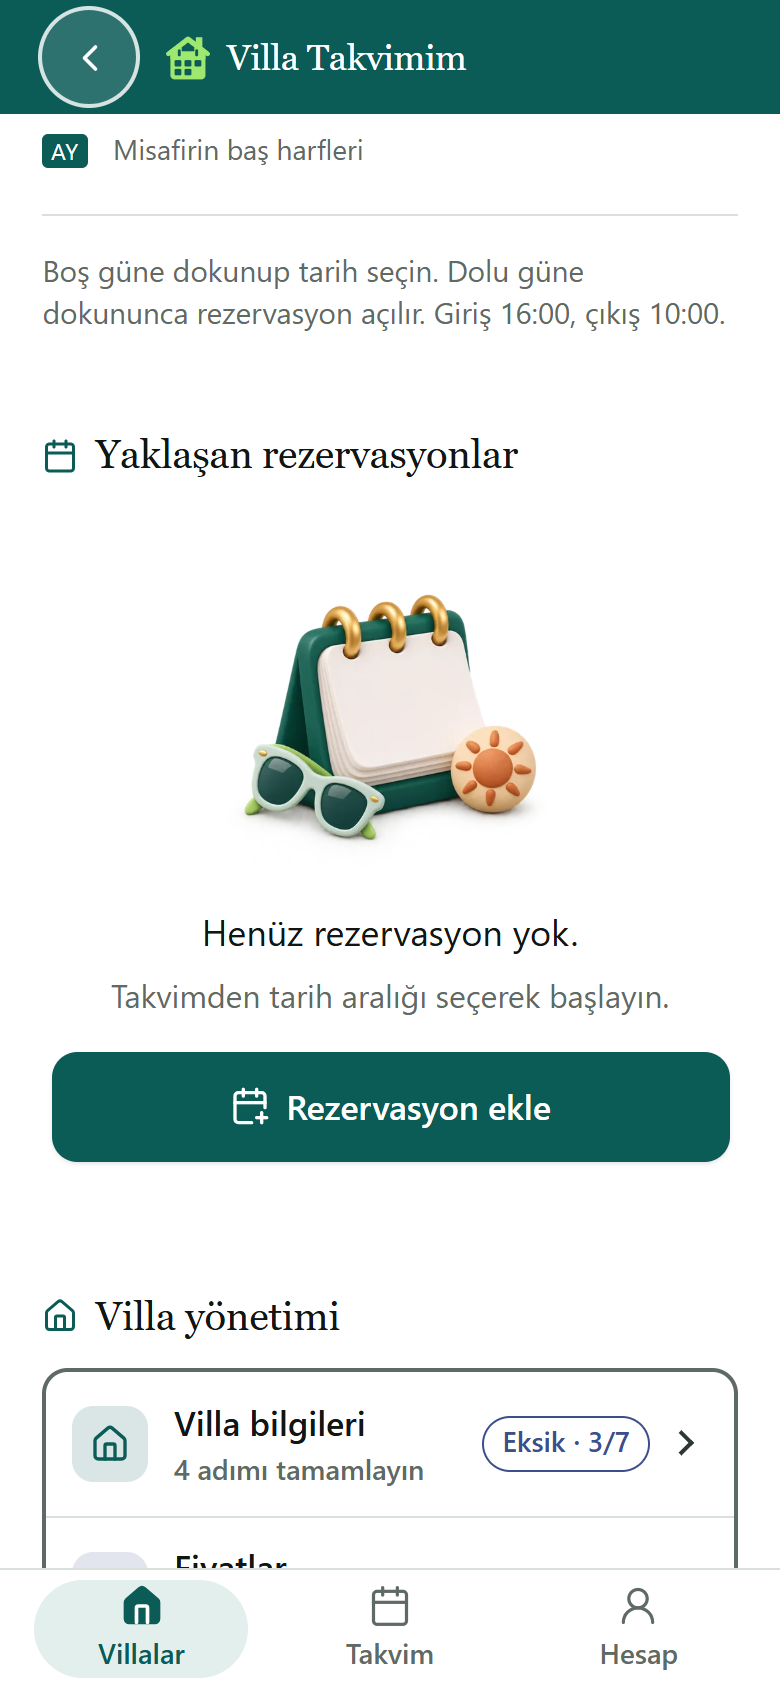 Villa Takvimim
AY
Misafirin baş harfleri
Boş güne dokunup tarih seçin. Dolu güne
dokununca rezervasyon açılır. Giriş 16:00, çıkış 10:00.
Yaklaşan rezervasyonlar
Henüz rezervasyon yok.
Takvimden tarih aralığı seçerek başlayın.
Rezervasyon ekle
Villa yönetimi
Villa bilgileri
4 adımı tamamlayın
Eksik · 3/7
Fiyatlar
Villalar
Takvim
Hesap